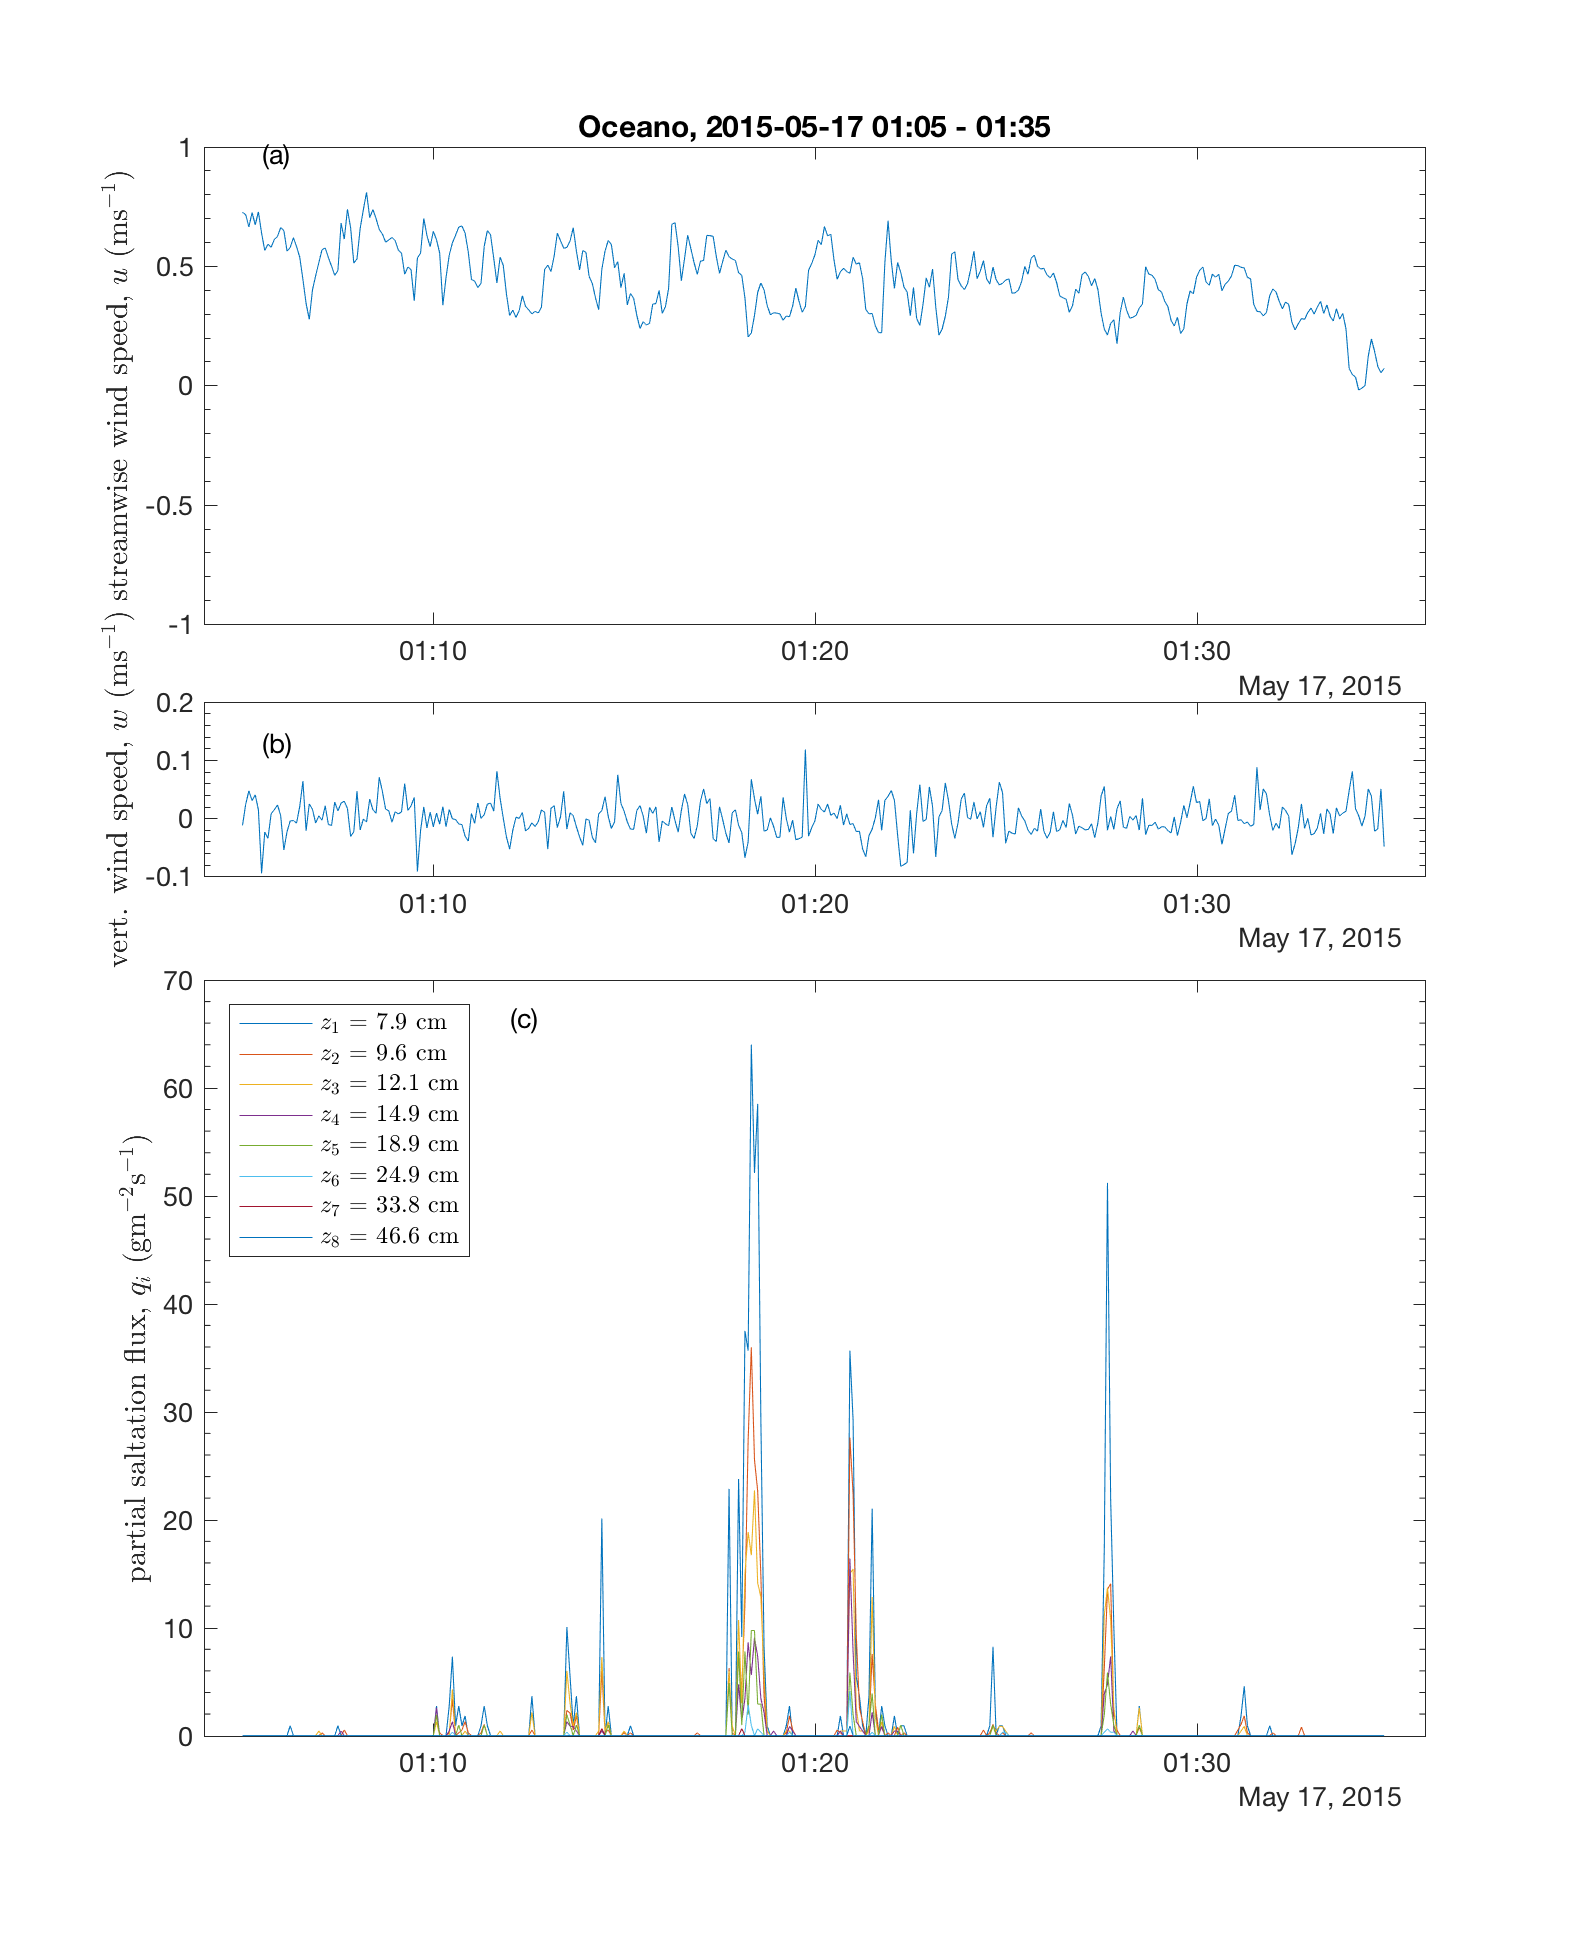 Oceano, 2015-05-17 01:05 - 01:35
(a)
streamwise wind speed, u (ms⁻¹)
1
0.5
0
-0.5
-1
01:10 01:20 01:30
May 17, 2015
(b)
vert. wind speed, w (ms⁻¹)
0.2
0.1
0
-0.1
01:10 01:20 01:30
May 17, 2015
(c)
partial saltation flux, qᵢ (gm⁻²s⁻¹)
70
60
50
40
30
20
10
0
z₁ = 7.9 cm
z₂ = 9.6 cm
z₃ = 12.1 cm
z₄ = 14.9 cm
z₅ = 18.9 cm
z₆ = 24.9 cm
z₇ = 33.8 cm
z₈ = 46.6 cm
01:10 01:20 01:30
May 17, 2015